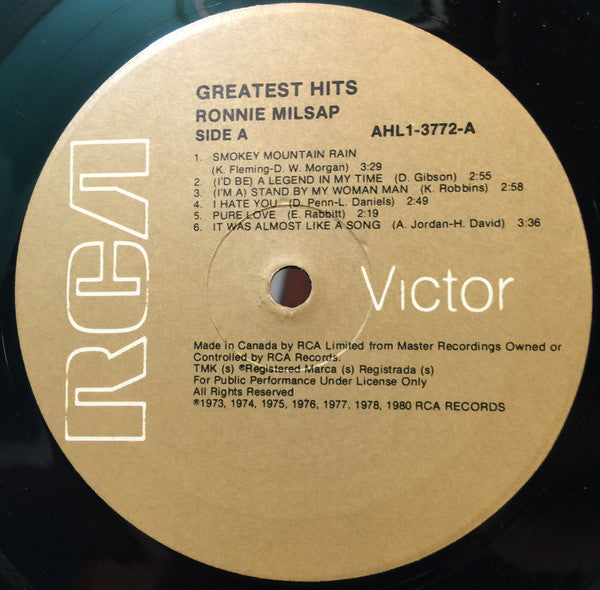 GREATEST HITS
RONNIE MILSAP
SIDE A AHL1-3772-A
1. SMOKEY MOUNTAIN RAIN
(K. Fleming-D. W. Morgan) 3:29
2. (I'D BE) A LEGEND IN MY TIME (D. Gibson) 2:55
3. (I'M A) STAND BY MY WOMAN MAN (K. Robbins) 2:58
4. I HATE YOU (D. Penn-L. Daniels) 2:49
5. PURE LOVE (E. Rabbitt) 2:19
6. IT WAS ALMOST LIKE A SONG (A. Jordan-H. David) 3:36
RCA
Victor
Made in Canada by RCA Limited from Master Recordings Owned or
Controlled by RCA Records.
TMK (s) ®Registered Marca (s) Registrada (s)
For Public Performance Under License Only
All Rights Reserved
℗1973, 1974, 1975, 1976, 1977, 1978, 1980 RCA RECORDS